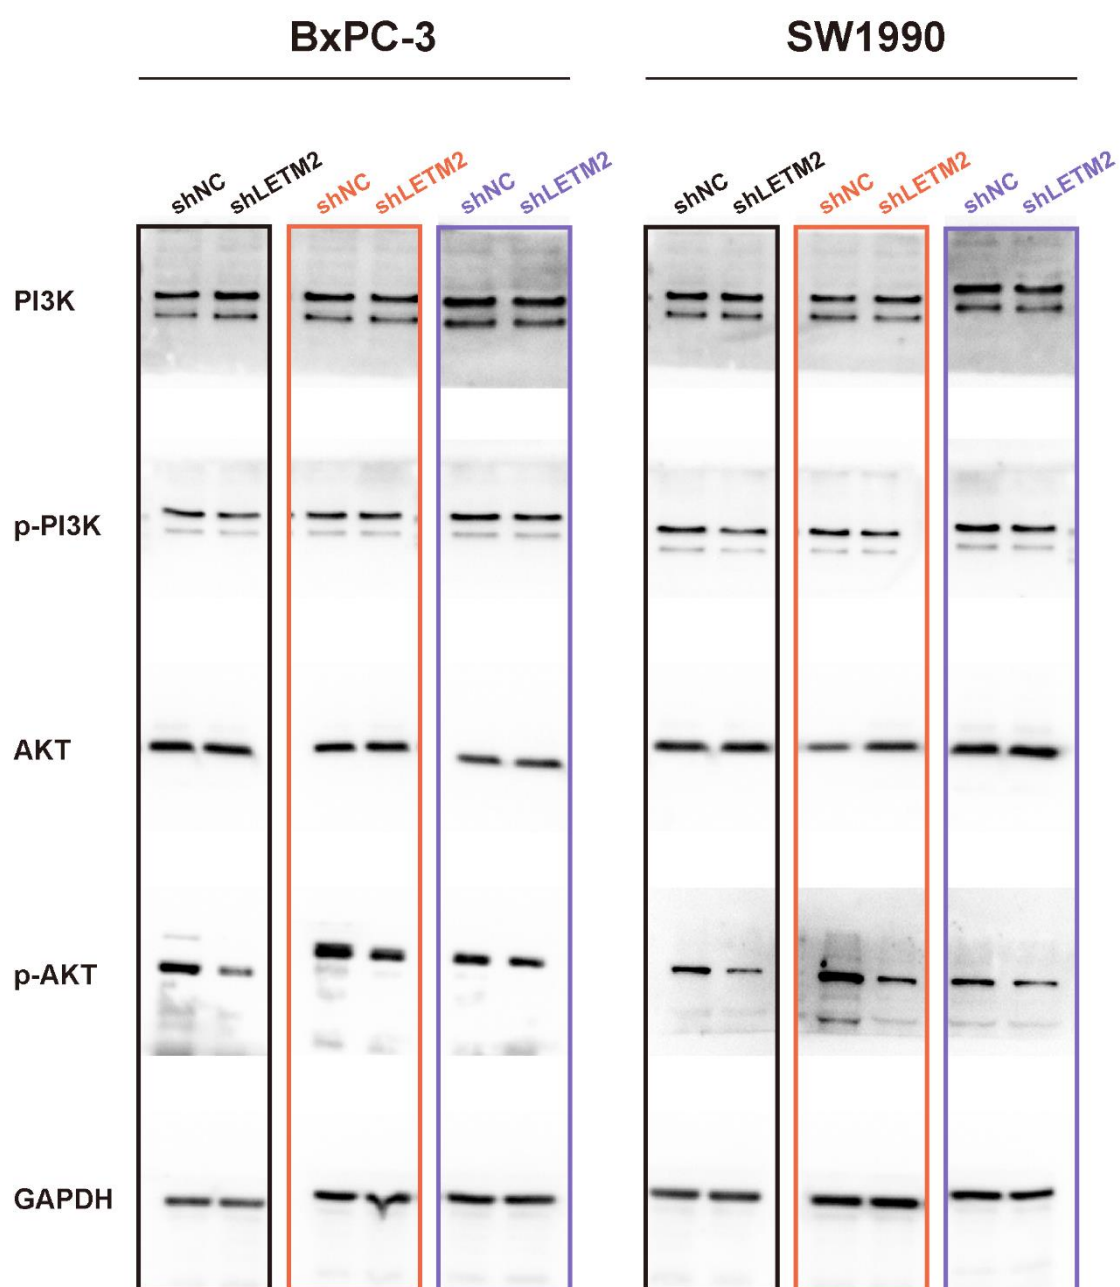 BxPC-3 SW1990
shNC shLETM2 shNC shLETM2 shNC shLETM2 shNC shLETM2 shNC shLETM2 shNC shLETM2
PI3K
p-PI3K
AKT
p-AKT
GAPDH